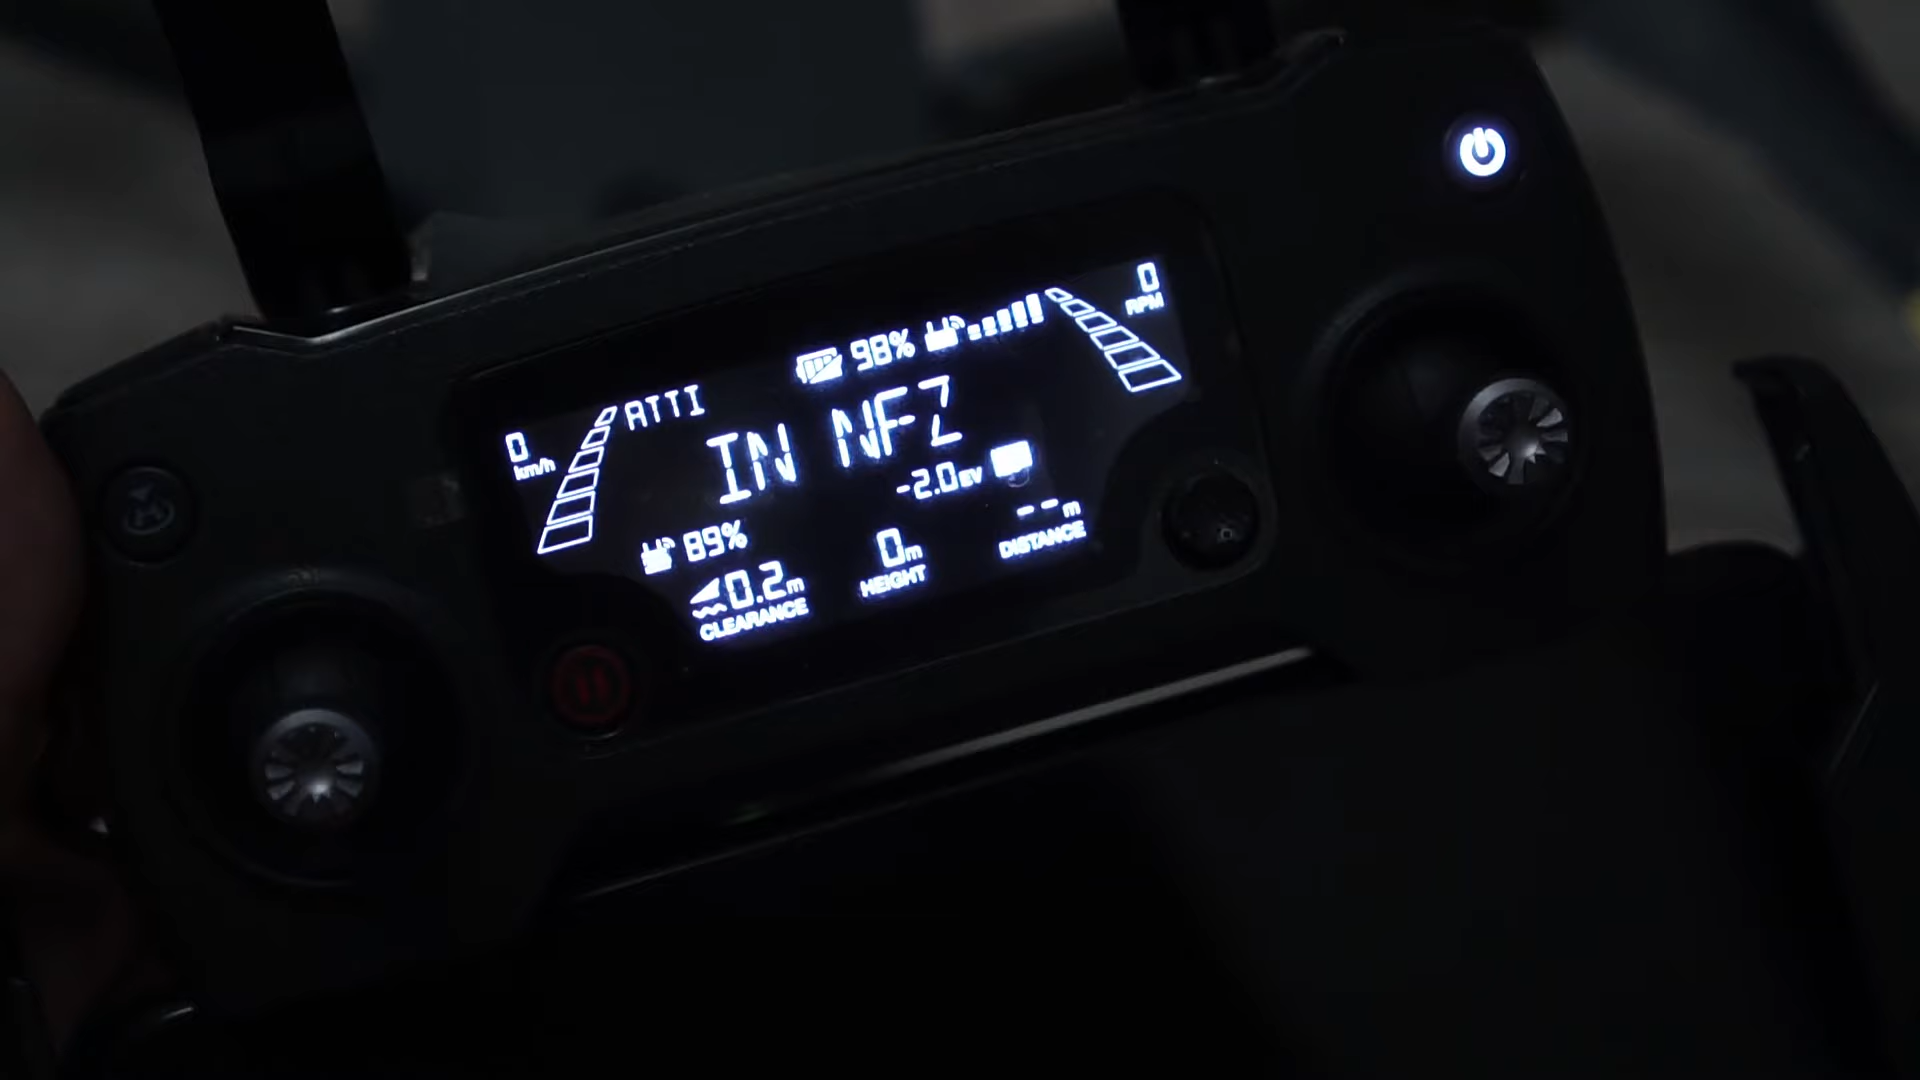 98%
0
RPM
ATTI
0
km/h
IN NFZ
-2.0EV
89%
0.2m
CLEARANCE
0m
HEIGHT
--m
DISTANCE